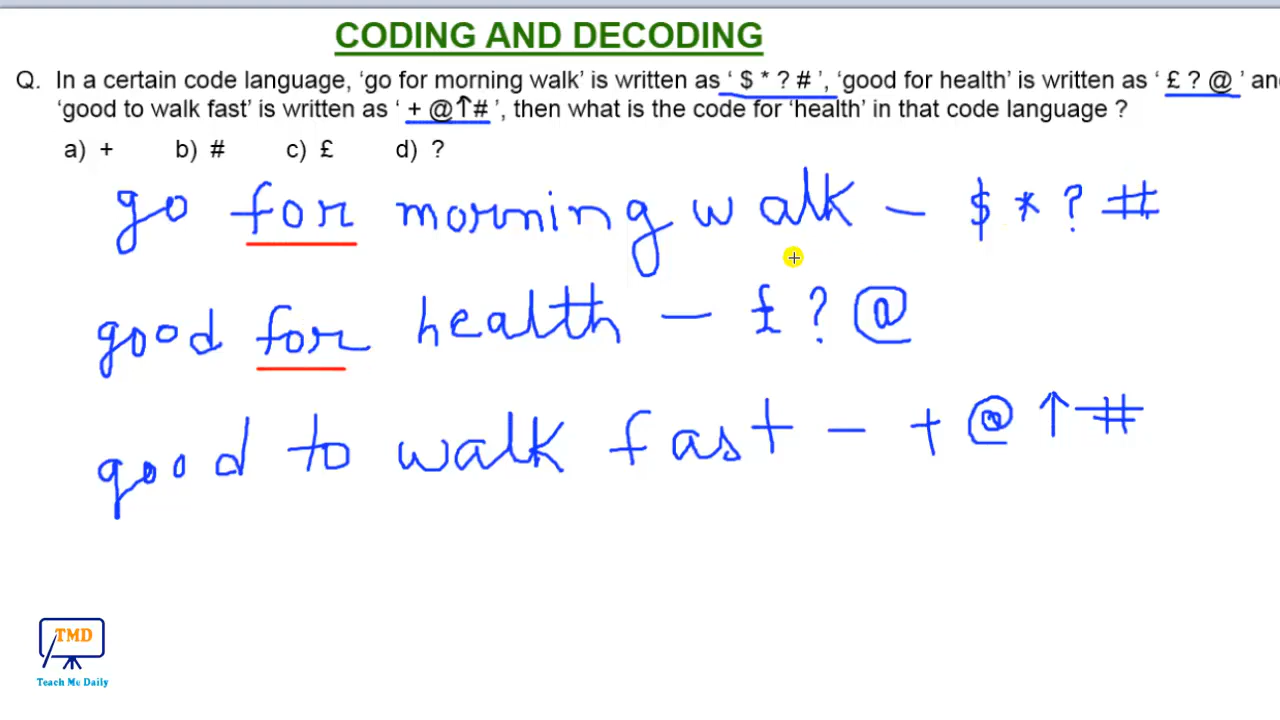 CODING AND DECODING
Q. In a certain code language, ‘go for morning walk’ is written as ‘ $ * ? # ’, ‘good for health’ is written as ‘ £ ? @ ’ an
‘good to walk fast’ is written as ‘ + @↑# ’, then what is the code for ‘health’ in that code language ?
a) + b) # c) £ d) ?
go for morning walk – $ * ? #
good for health – £ ? @
good to walk fast – + @ ↑ #
TMD
Teach Me Daily